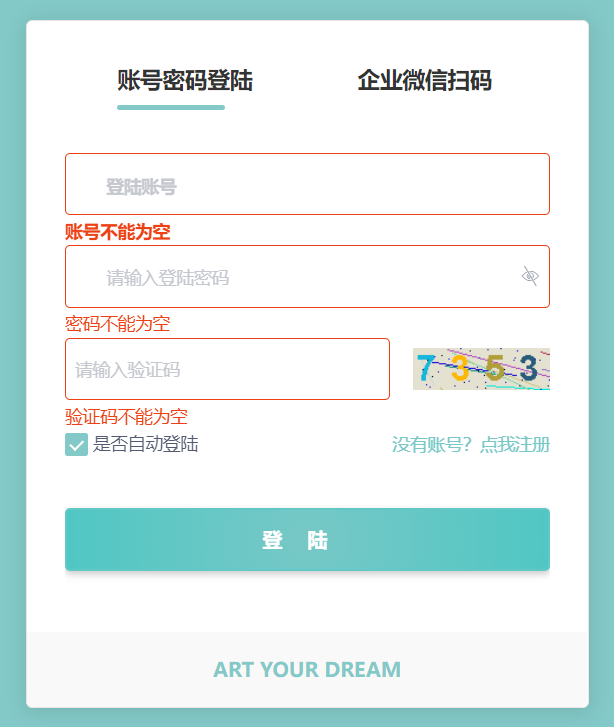 账号密码登陆 企业微信扫码
登陆账号
账号不能为空
请输入登陆密码
密码不能为空
请输入验证码 7353
验证码不能为空
是否自动登陆 没有账号？点我注册
登 陆
ART YOUR DREAM